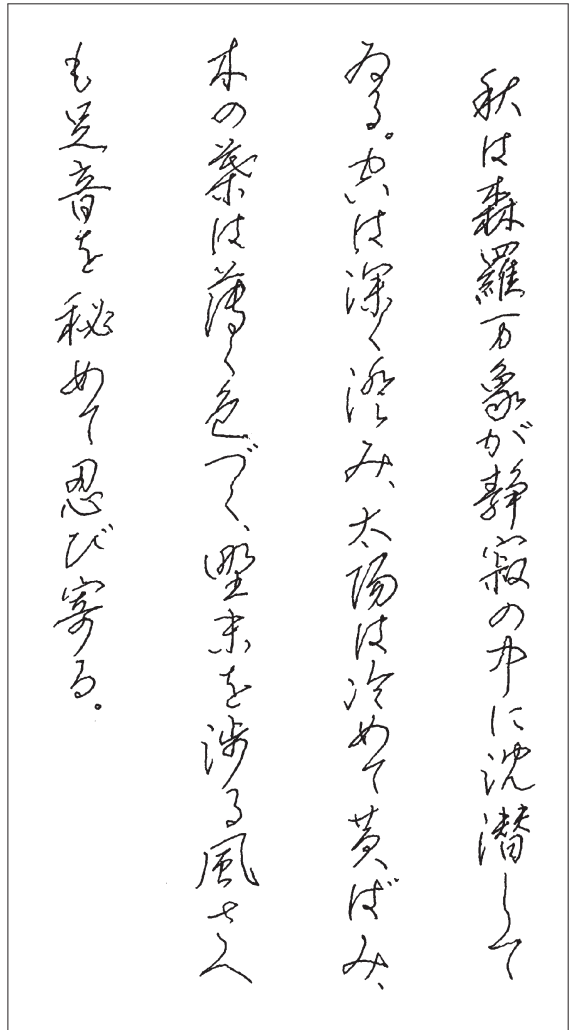 秋は森羅万象が静寂の中に沈潜して
ゐる。空は深く澄み、太陽は冷めて黄ばみ、
木の葉は薄く色づく、野末を渉る風さへ
も足音を秘めて忍び寄る。